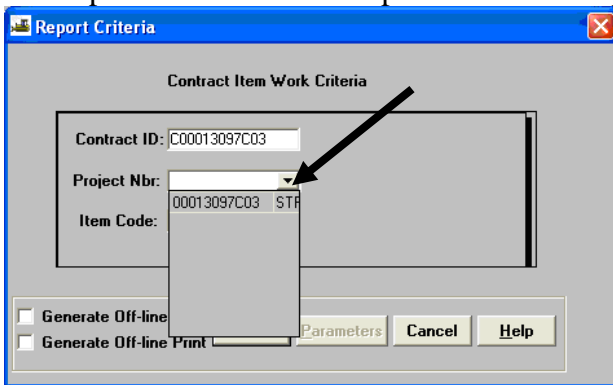 Report Criteria
Contract Item Work Criteria
Contract ID: C00013097C03
Project Nbr:
00013097C03 STF
Item Code:
Generate Off-line
Parameters Cancel Help
Generate Off-line Print